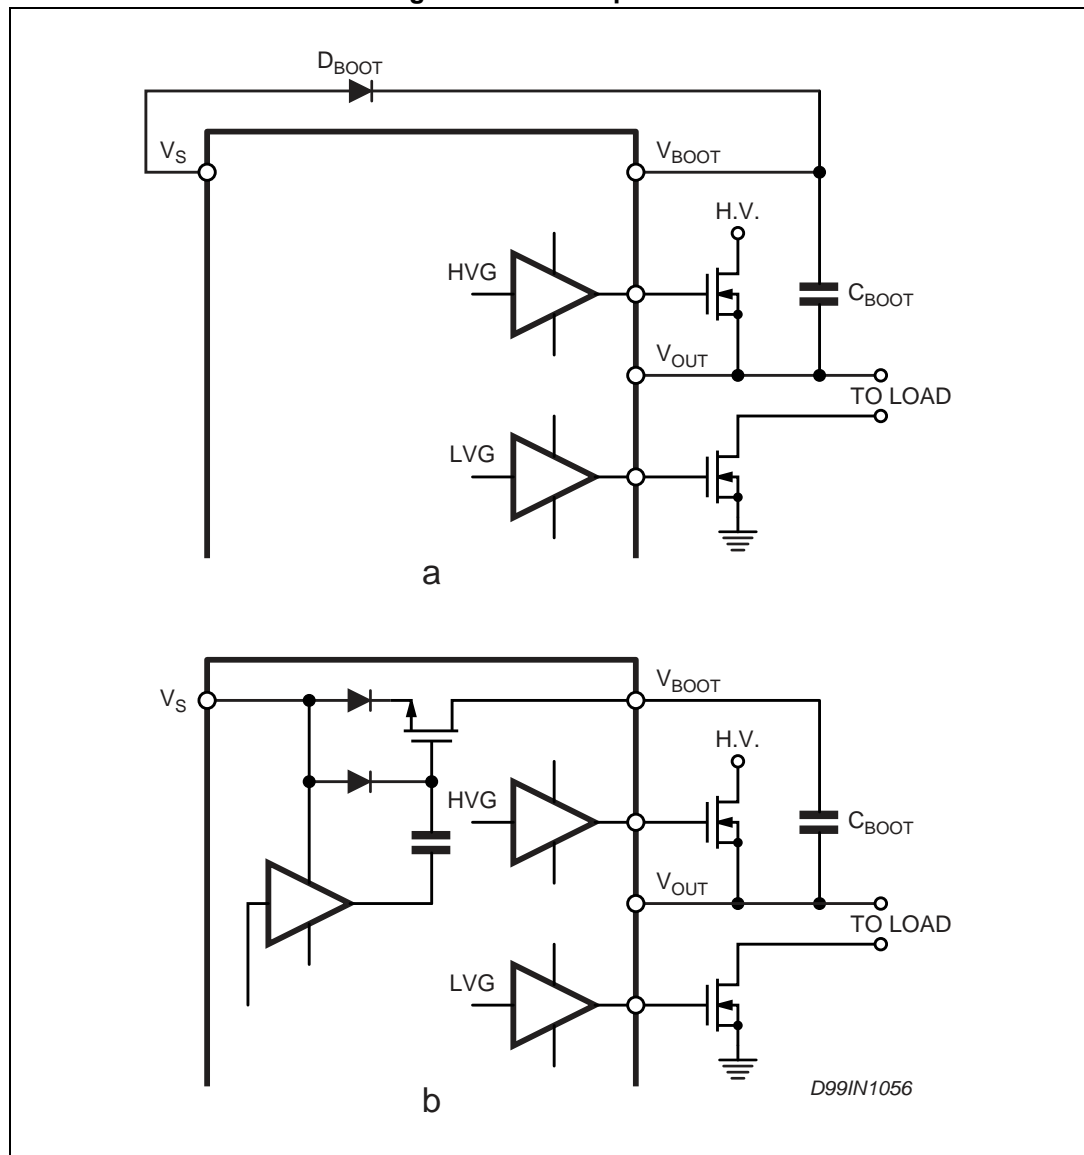 D_BOOT
V_S
V_BOOT
H.V.
HVG
C_BOOT
V_OUT
TO LOAD
LVG
a
V_S
V_BOOT
H.V.
HVG
C_BOOT
V_OUT
TO LOAD
LVG
b
D99IN1056